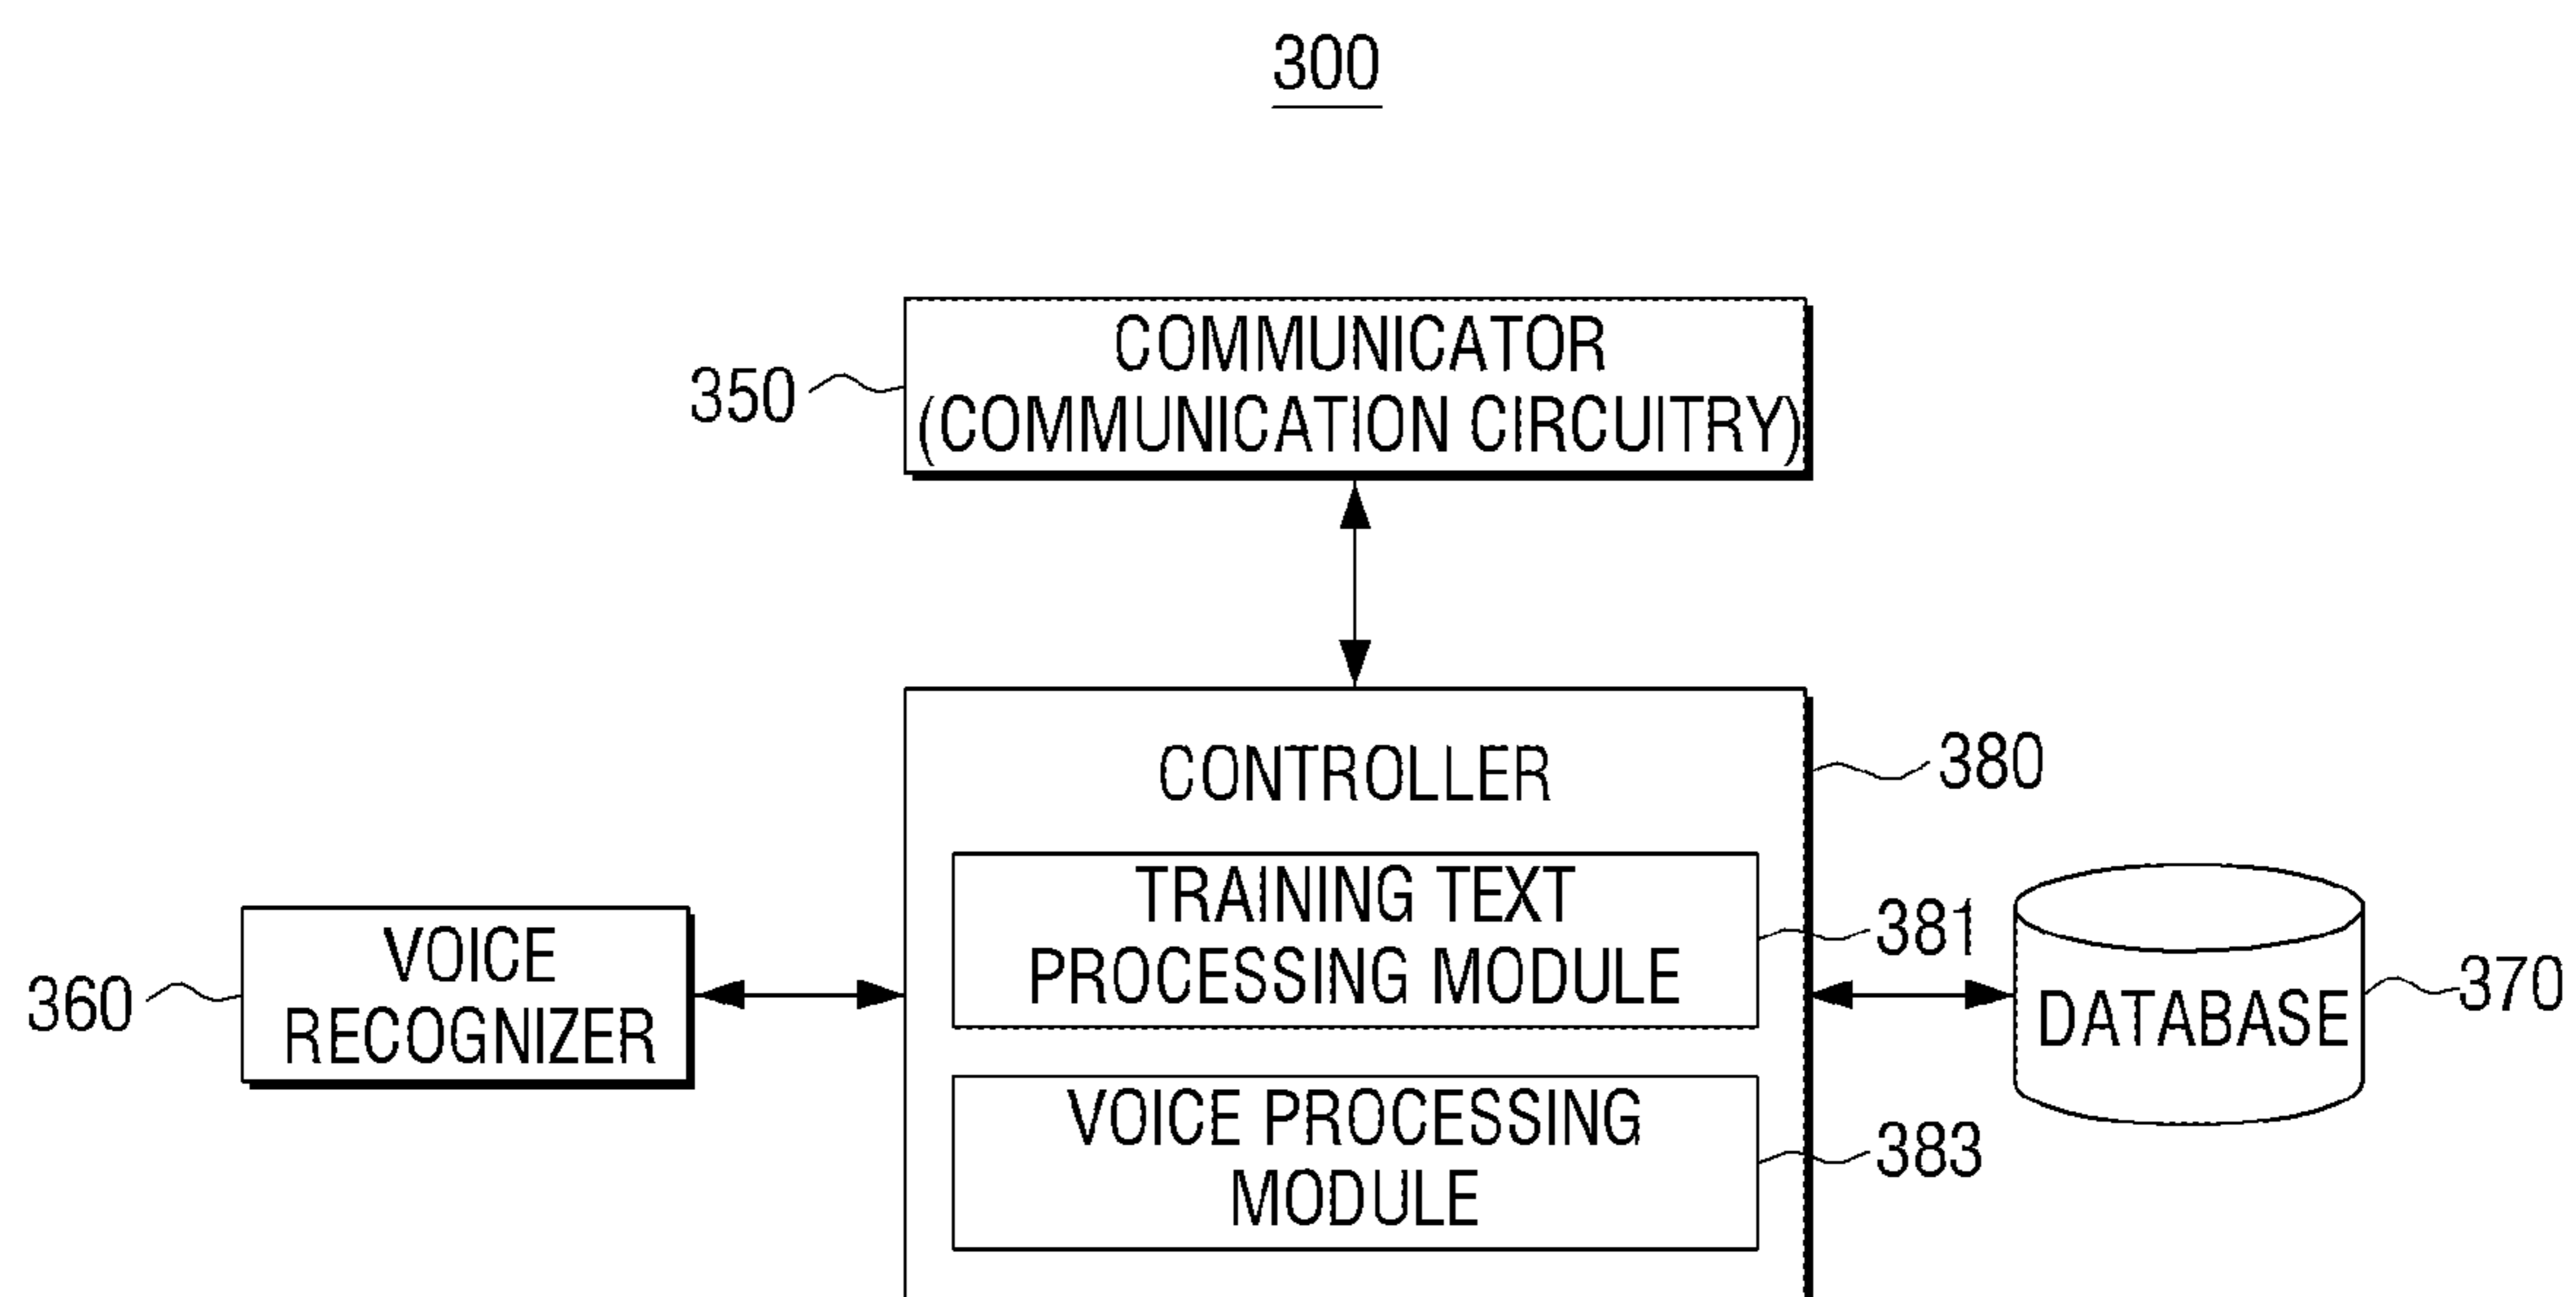 300
COMMUNICATOR
(COMMUNICATION CIRCUITRY)
350
CONTROLLER
380
TRAINING TEXT
PROCESSING MODULE
381
VOICE
RECOGNIZER
360
DATABASE
370
VOICE PROCESSING
MODULE
383